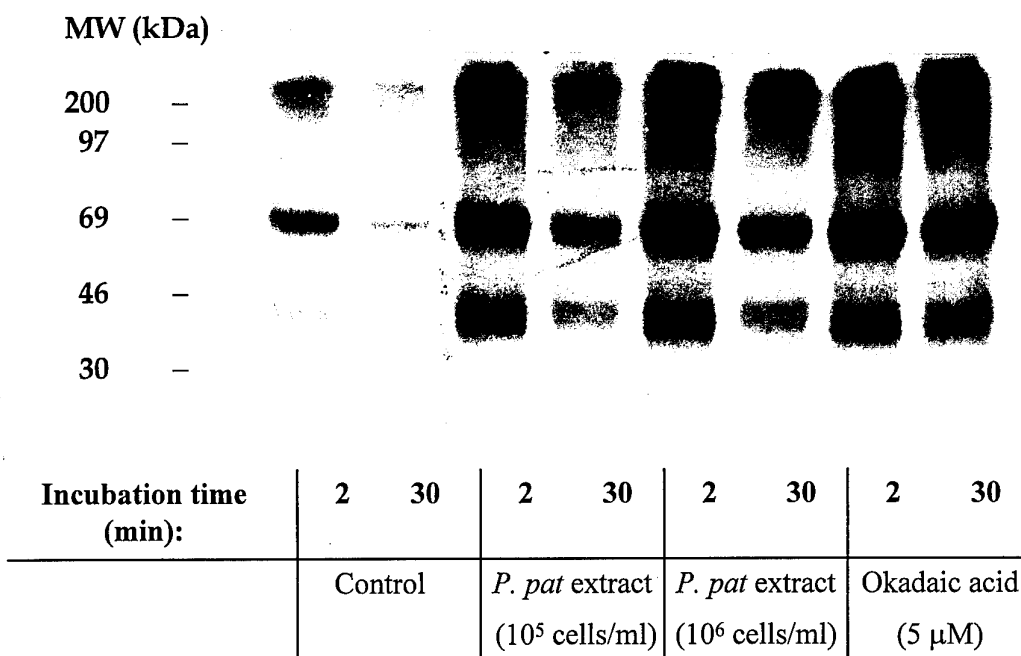 MW (kDa)
200 –
97 –
69 –
46 –
30 –
Incubation time (min): 2 30 2 30 2 30 2 30
Control P. pat extract (10⁵ cells/ml) P. pat extract (10⁶ cells/ml) Okadaic acid (5 μM)